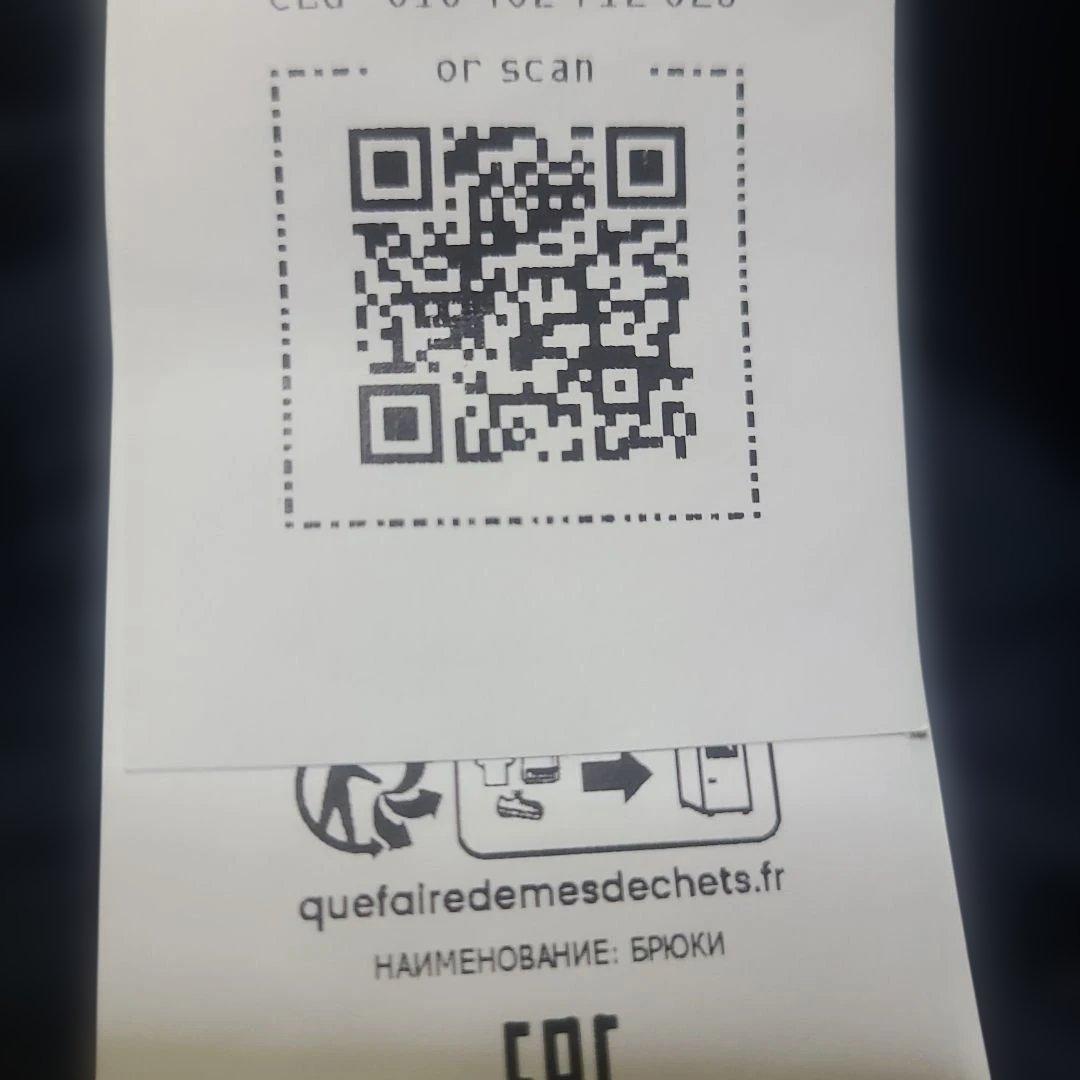 or scan
quefairedemesdechets.fr
НАИМЕНОВАНИЕ: БРЮКИ